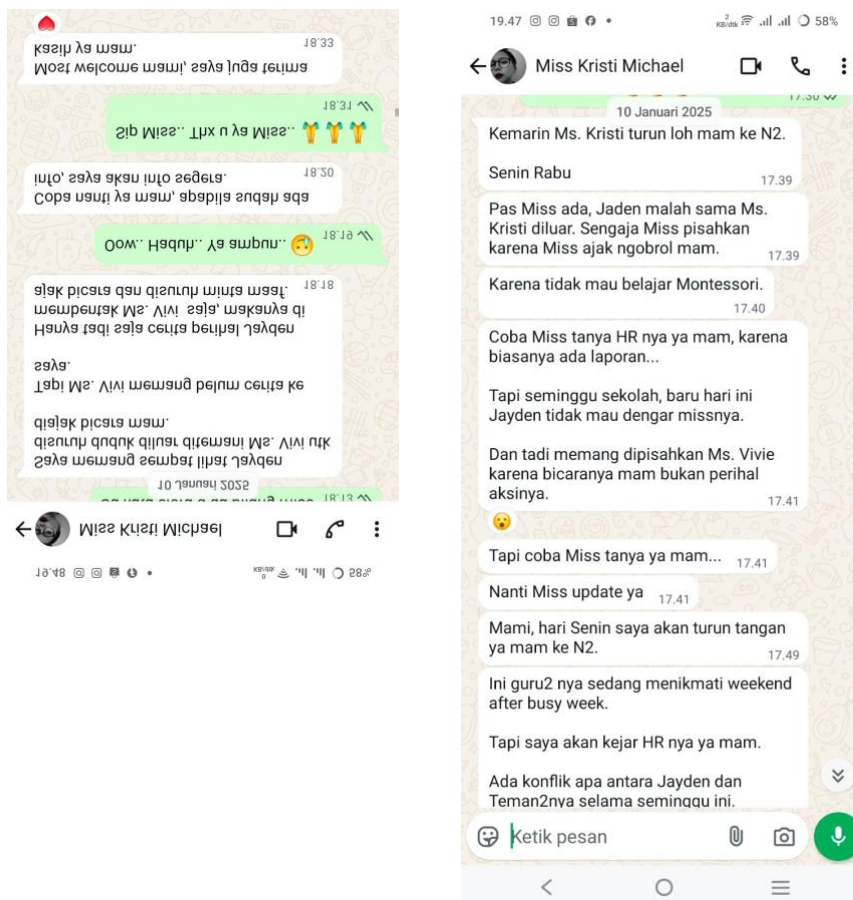 19.48 0 KB/dtk 58%
Miss Kristi Michael
18.13
10 Januari 2025
Saya memang sempat lihat Jayden
disuruh duduk diluar ditemani Ms. Vivi utk
diajak bicara mam.
Tapi Ms. Vivi memang belum cerita ke
saya.
Hanya tadi saja cerita perihal Jayden
membentak Ms. Vivi saja, makanya di
ajak bicara dan disuruh minta maaf. 18.18
Oow.. Haduh.. Ya ampun.. 😓 18.19
Coba nanti ya mam, apabila sudah ada
info, saya akan info segera. 18.20
Sip Miss.. Thx u ya Miss.. 🙏🙏🙏
18.31
Most welcome mami, saya juga terima
kasih ya mam. 18.33
19.47 2 KB/dtk 58%
Miss Kristi Michael
17.30
10 Januari 2025
Kemarin Ms. Kristi turun loh mam ke N2.
Senin Rabu 17.39
Pas Miss ada, Jaden malah sama Ms.
Kristi diluar. Sengaja Miss pisahkan
karena Miss ajak ngobrol mam. 17.39
Karena tidak mau belajar Montessori.
17.40
Coba Miss tanya HR nya ya mam, karena
biasanya ada laporan...
Tapi seminggu sekolah, baru hari ini
Jayden tidak mau dengar missnya.
Dan tadi memang dipisahkan Ms. Vivie
karena bicaranya mam bukan perihal
aksinya. 17.41
Tapi coba Miss tanya ya mam... 17.41
Nanti Miss update ya 17.41
Mami, hari Senin saya akan turun tangan
ya mam ke N2. 17.49
Ini guru2 nya sedang menikmati weekend
after busy week.
Tapi saya akan kejar HR nya ya mam.
Ada konflik apa antara Jayden dan
Teman2nya selama seminggu ini.
Ketik pesan